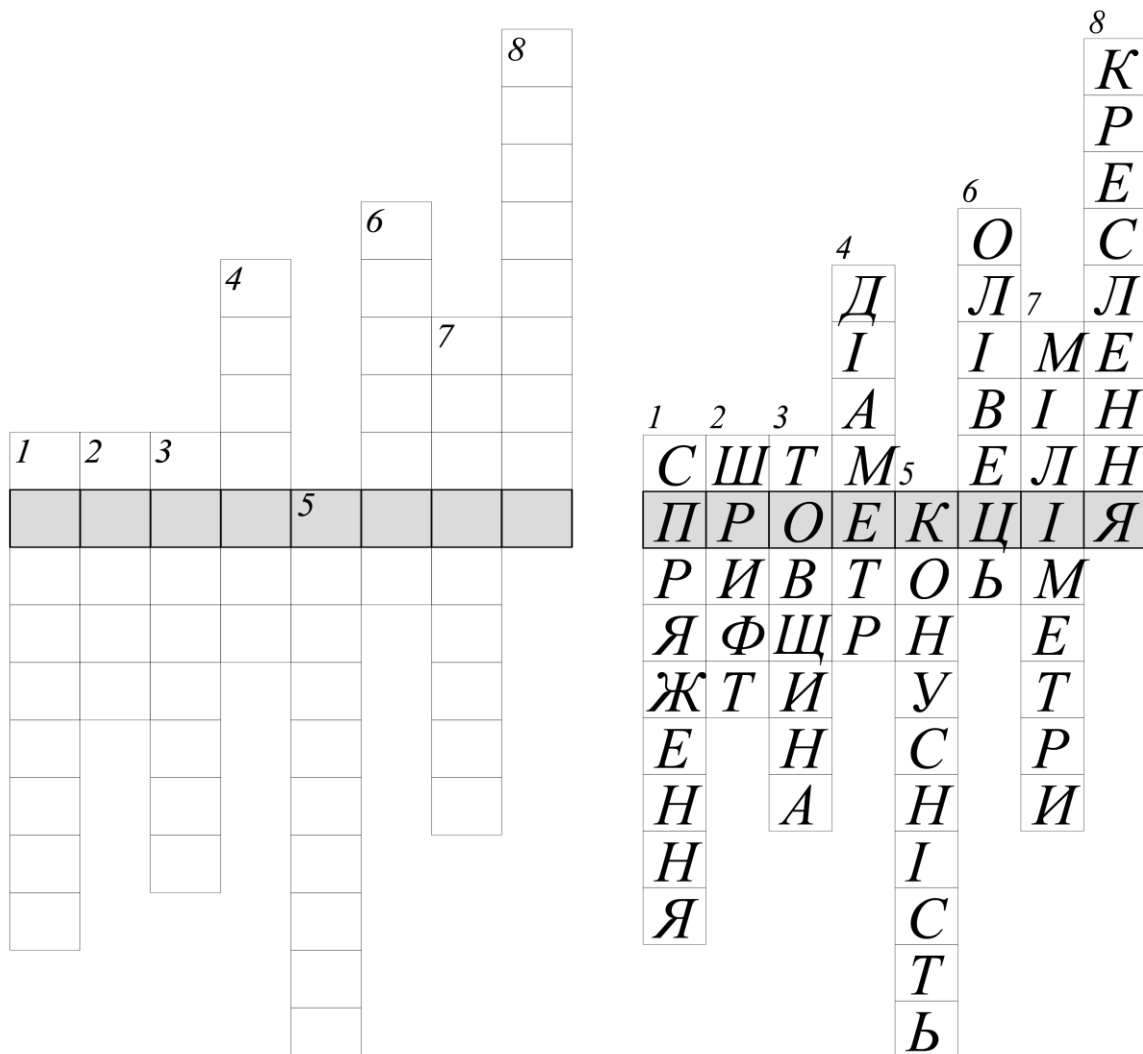 1
2
3
4
5
6
7
8
1 СПРЯЖЕННЯ
2 ШРИФТ
3 ТОВЩИНА
4 ДІАМЕТР
5 КОНУСНІСТЬ
6 ОЛІВЕЦЬ
7 МІЛІМЕТРИ
8 КРЕСЛЕННЯ
ПРОЕКЦІЯ